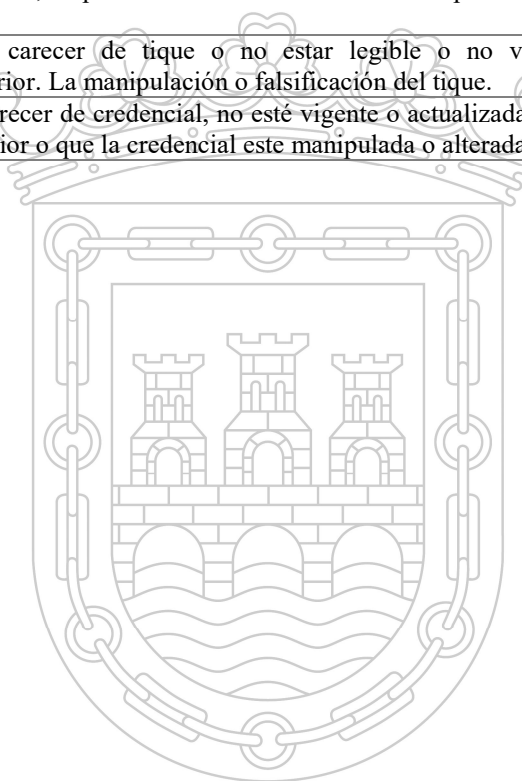 carecer de tique o no estar legible o no v
rior. La manipulación o falsificación del tique.
recer de credencial, no esté vigente o actualizada
ior o que la credencial este manipulada o alterada